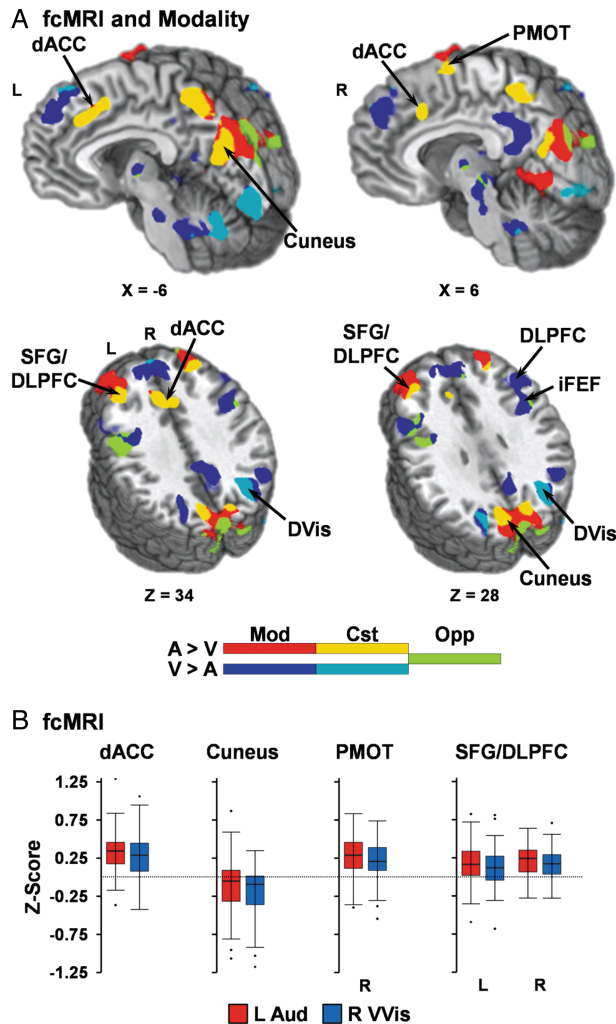 A fcMRI and Modality
dACC
L
Cuneus
X = -6
PMOT
dACC
R
X = 6
L R dACC
SFG/
DLPFC
DVis
Z = 34
SFG/
DLPFC
DLPFC
iFEF
DVis
Cuneus
Z = 28
Mod Cst Opp
A > V
V > A
B fcMRI
dACC Cuneus PMOT SFG/DLPFC
Z-Score
1.25
0.75
0.25
-0.25
-0.75
-1.25
R L R
L Aud R VVis